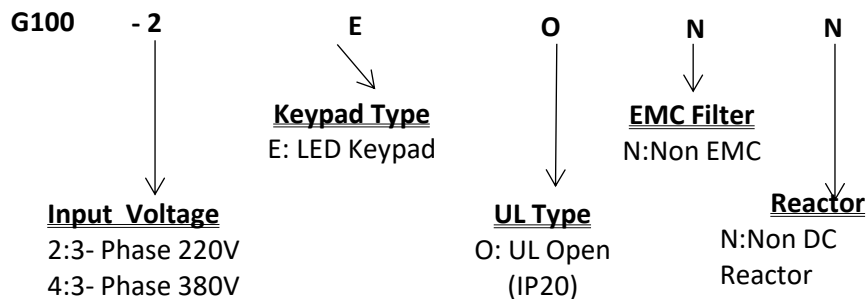 G100 - 2 E O N N
Keypad Type
E: LED Keypad
EMC Filter
N:Non EMC
Input Voltage
2:3- Phase 220V
4:3- Phase 380V
UL Type
O: UL Open
(IP20)
Reactor
N:Non DC
Reactor